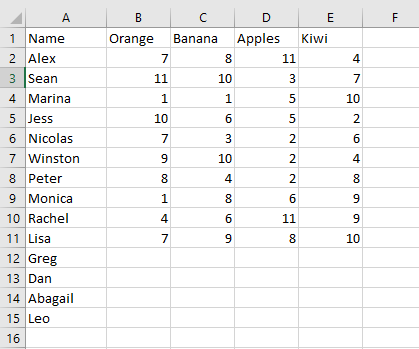 A B C D E F
1 Name Orange Banana Apples Kiwi
2 Alex 7 8 11 4
3 Sean 11 10 3 7
4 Marina 1 1 5 10
5 Jess 10 6 5 2
6 Nicolas 7 3 2 6
7 Winston 9 10 2 4
8 Peter 8 4 2 8
9 Monica 1 8 6 9
10 Rachel 4 6 11 9
11 Lisa 7 9 8 10
12 Greg
13 Dan
14 Abagail
15 Leo
16